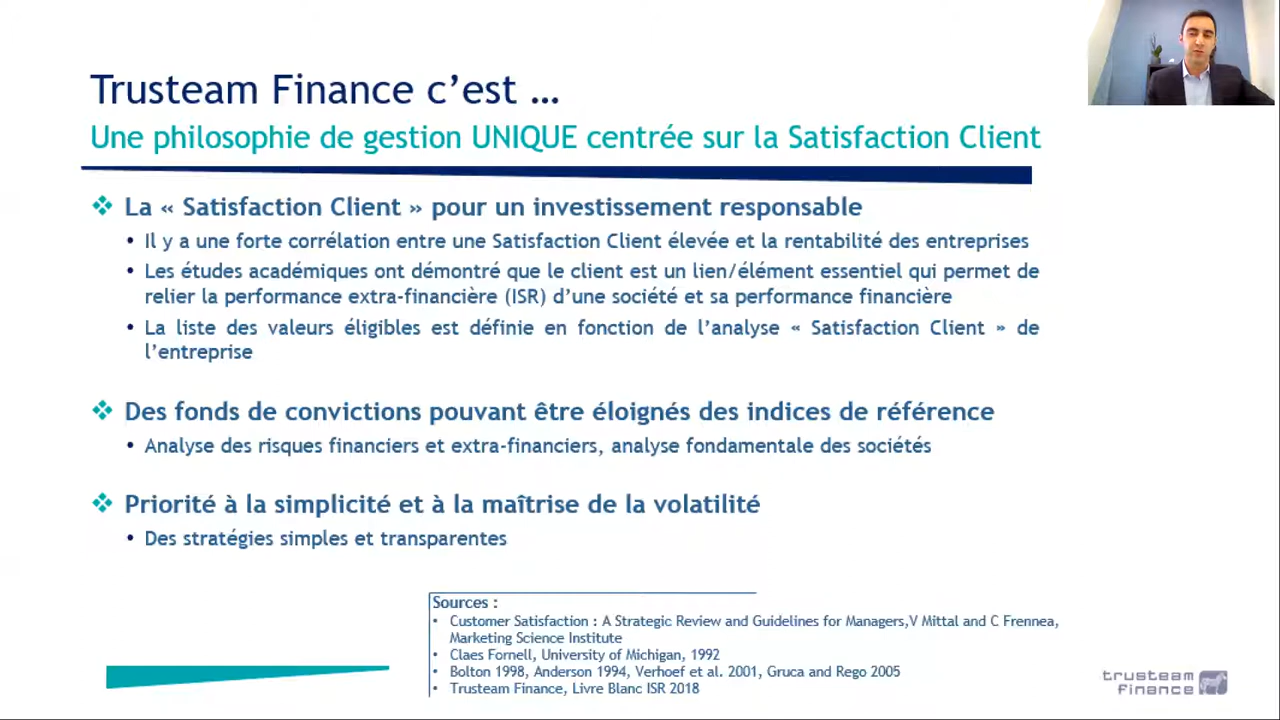 Trusteam Finance c’est …
Une philosophie de gestion UNIQUE centrée sur la Satisfaction Client
La « Satisfaction Client » pour un investissement responsable
• Il y a une forte corrélation entre une Satisfaction Client élevée et la rentabilité des entreprises
• Les études académiques ont démontré que le client est un lien/élément essentiel qui permet de
relier la performance extra-financière (ISR) d’une société et sa performance financière
• La liste des valeurs éligibles est définie en fonction de l’analyse « Satisfaction Client » de
l’entreprise
Des fonds de convictions pouvant être éloignés des indices de référence
• Analyse des risques financiers et extra-financiers, analyse fondamentale des sociétés
Priorité à la simplicité et à la maîtrise de la volatilité
• Des stratégies simples et transparentes
Sources :
• Customer Satisfaction : A Strategic Review and Guidelines for Managers,V Mittal and C Frennea,
Marketing Science Institute
• Claes Fornell, University of Michigan, 1992
• Bolton 1998, Anderson 1994, Verhoef et al. 2001, Gruca and Rego 2005
• Trusteam Finance, Livre Blanc ISR 2018
trusteam
finance